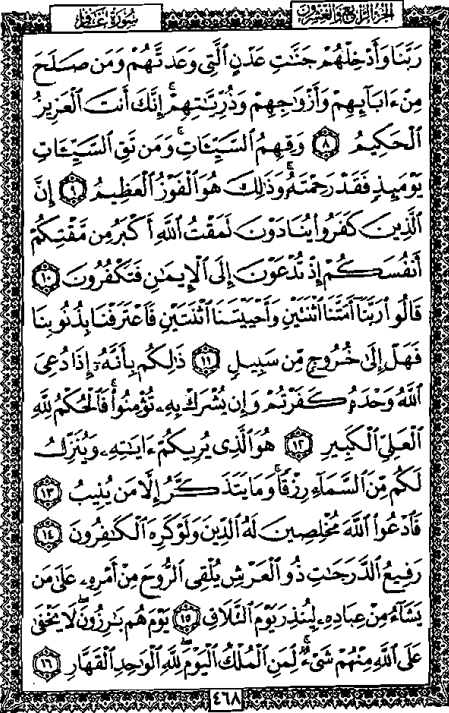 الجزء الرابع والعشرون
سُورَةُ غَافِر
رَبَّنَا وَأَدْخِلْهُمْ جَنَّٰتِ عَدْنٍ ٱلَّتِى وَعَدتَّهُمْ وَمَن صَلَحَ
مِنْ ءَابَآئِهِمْ وَأَزْوَٰجِهِمْ وَذُرِّيَّٰتِهِمْ ۚ إِنَّكَ أَنتَ ٱلْعَزِيزُ
ٱلْحَكِيمُ ٨ وَقِهِمُ ٱلسَّيِّـَٔاتِ ۚ وَمَن تَقِ ٱلسَّيِّـَٔاتِ
يَوْمَئِذٍ فَقَدْ رَحِمْتَهُۥ ۚ وَذَٰلِكَ هُوَ ٱلْفَوْزُ ٱلْعَظِيمُ ٩ إِنَّ
ٱلَّذِينَ كَفَرُوا۟ يُنَادَوْنَ لَمَقْتُ ٱللَّهِ أَكْبَرُ مِن مَّقْتِكُمْ
أَنفُسَكُمْ إِذْ تُدْعَوْنَ إِلَى ٱلْإِيمَٰنِ فَتَكْفُرُونَ ١٠
قَالُوا۟ رَبَّنَآ أَمَتَّنَا ٱثْنَتَيْنِ وَأَحْيَيْتَنَا ٱثْنَتَيْنِ فَٱعْتَرَفْنَا بِذُنُوبِنَا
فَهَلْ إِلَىٰ خُرُوجٍ مِّن سَبِيلٍ ١١ ذَٰلِكُم بِأَنَّهُۥٓ إِذَا دُعِىَ
ٱللَّهُ وَحْدَهُۥ كَفَرْتُمْ ۖ وَإِن يُشْرَكْ بِهِۦ تُؤْمِنُوا۟ ۚ فَٱلْحُكْمُ لِلَّهِ
ٱلْعَلِىِّ ٱلْكَبِيرِ ١٢ هُوَ ٱلَّذِى يُرِيكُمْ ءَايَٰتِهِۦ وَيُنَزِّلُ
لَكُم مِّنَ ٱلسَّمَآءِ رِزْقًا ۚ وَمَا يَتَذَكَّرُ إِلَّا مَن يُنِيبُ ١٣
فَٱدْعُوا۟ ٱللَّهَ مُخْلِصِينَ لَهُ ٱلدِّينَ وَلَوْ كَرِهَ ٱلْكَٰفِرُونَ ١٤
رَفِيعُ ٱلدَّرَجَٰتِ ذُو ٱلْعَرْشِ يُلْقِى ٱلرُّوحَ مِنْ أَمْرِهِۦ عَلَىٰ مَن
يَشَآءُ مِنْ عِبَادِهِۦ لِيُنذِرَ يَوْمَ ٱلتَّلَاقِ ١٥ يَوْمَ هُم بَٰرِزُونَ ۖ لَا يَخْفَىٰ
عَلَى ٱللَّهِ مِنْهُمْ شَىْءٌ ۚ لِّمَنِ ٱلْمُلْكُ ٱلْيَوْمَ ۖ لِلَّهِ ٱلْوَٰحِدِ ٱلْقَهَّارِ ١٦
٤٦٨